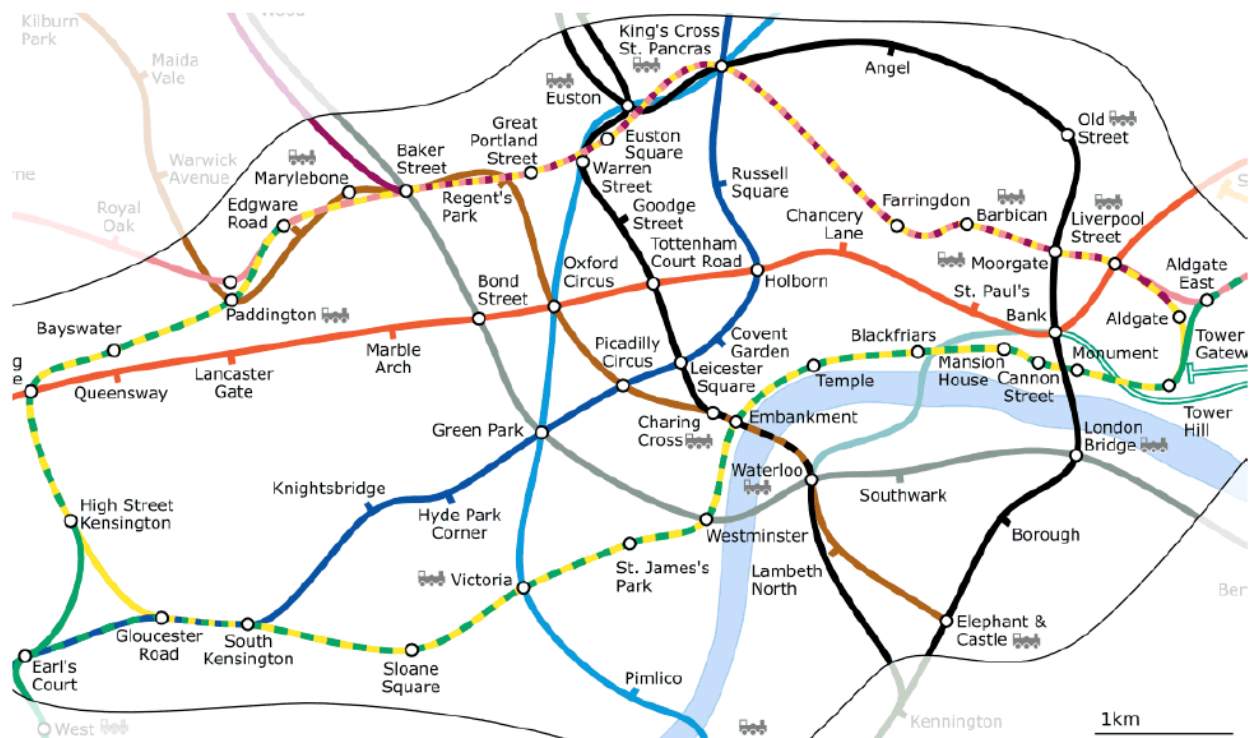 Kilburn
Park
Wood
Maida
Vale
Warwick
Avenue
Royal
Oak
rne
King's Cross
St. Pancras
Angel
Euston
Old
Street
Great
Portland
Street
Euston
Square
Baker
Street
Marylebone
Warren
Street
Regent's
Park
Edgware
Road
Russell
Square
Goodge
Street
Farringdon
Barbican
Liverpool
Street
Chancery
Lane
Tottenham
Court Road
Moorgate
Oxford
Circus
Bond
Street
Holborn
Aldgate
East
St. Paul's
Paddington
Bayswater
Bank
Aldgate
Blackfriars
Tower
Gatew
Covent
Garden
Picadilly
Circus
Marble
Arch
Monument
Mansion
House
Leicester
Square
Temple
Cannon
Street
g
e
Queensway
Lancaster
Gate
Tower
Hill
Charing
Cross
Embankment
Green Park
London
Bridge
Waterloo
Knightsbridge
Southwark
High Street
Kensington
Hyde Park
Corner
Westminster
Borough
St. James's
Park
Lambeth
North
Victoria
Ber
Gloucester
Road
South
Kensington
Elephant &
Castle
Earl's
Court
Sloane
Square
Pimlico
West
Kennington
1km
S